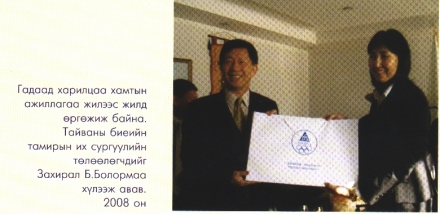 Гадаад харилцаа хамтын
ажиллагаа жилээс жилд
өргөжиж байна.
Тайваны биеийн
тамирын их сургуулийн
төлөөлөгчдийг
Захирал Б.Болормаа
хүлээж авав.
2008 он